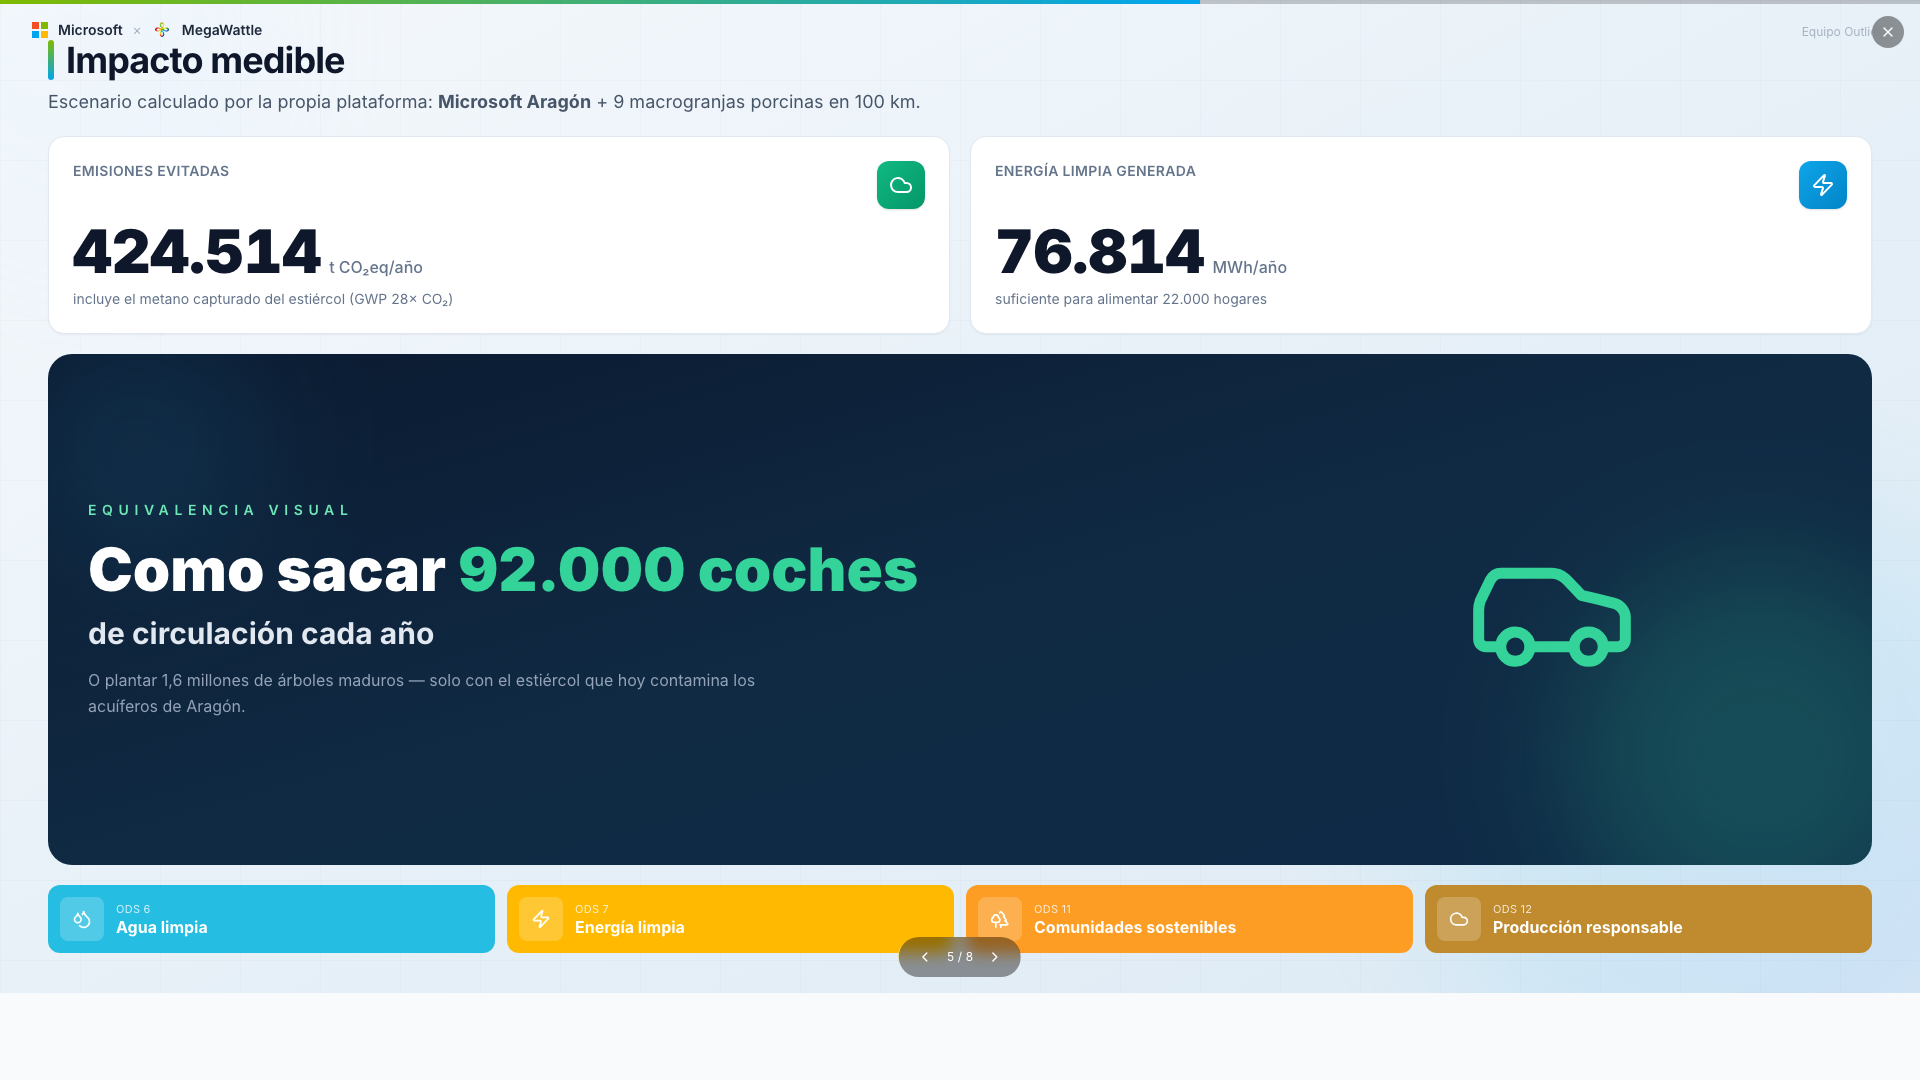 Microsoft × MegaWattle
Equipo Outli
Impacto medible
Escenario calculado por la propia plataforma: Microsoft Aragón + 9 macrogranjas porcinas en 100 km.
EMISIONES EVITADAS
424.514 t CO₂eq/año
incluye el metano capturado del estiércol (GWP 28× CO₂)
ENERGÍA LIMPIA GENERADA
76.814 MWh/año
suficiente para alimentar 22.000 hogares
EQUIVALENCIA VISUAL
Como sacar 92.000 coches
de circulación cada año
O plantar 1,6 millones de árboles maduros — solo con el estiércol que hoy contamina los
acuíferos de Aragón.
ODS 6
Agua limpia
ODS 7
Energía limpia
ODS 11
Comunidades sostenibles
ODS 12
Producción responsable
5 / 8